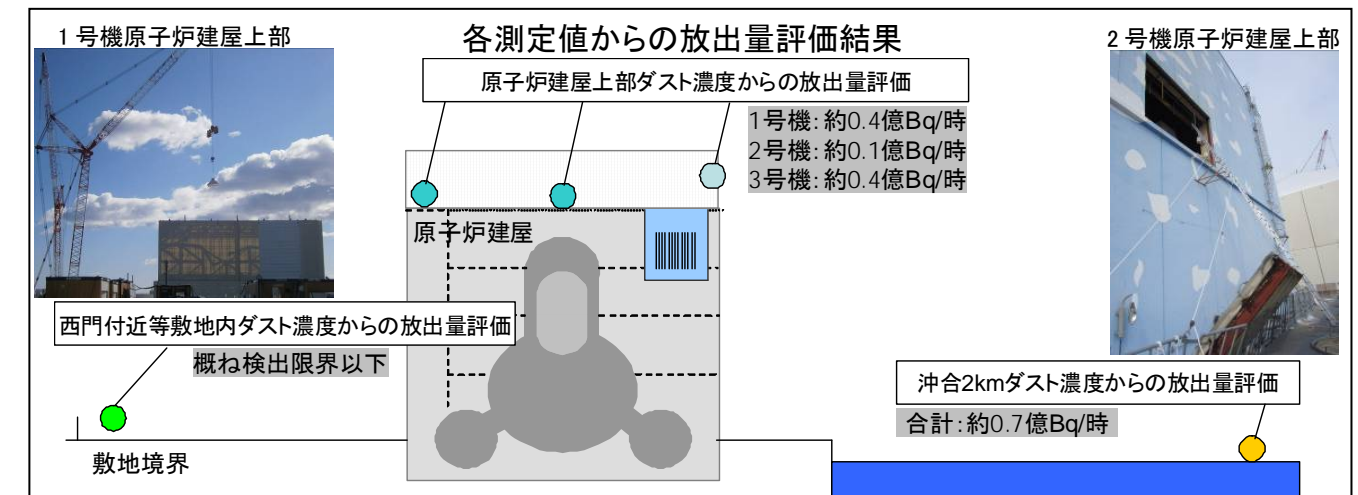 各測定値からの放出量評価結果
1号機原子炉建屋上部
2号機原子炉建屋上部
原子炉建屋上部ダスト濃度からの放出量評価
1号機：約0.4億Bq/時
2号機：約0.1億Bq/時
3号機：約0.4億Bq/時
原子炉建屋
西門付近等敷地内ダスト濃度からの放出量評価
概ね検出限界以下
沖合2kmダスト濃度からの放出量評価
合計：約0.7億Bq/時
敷地境界